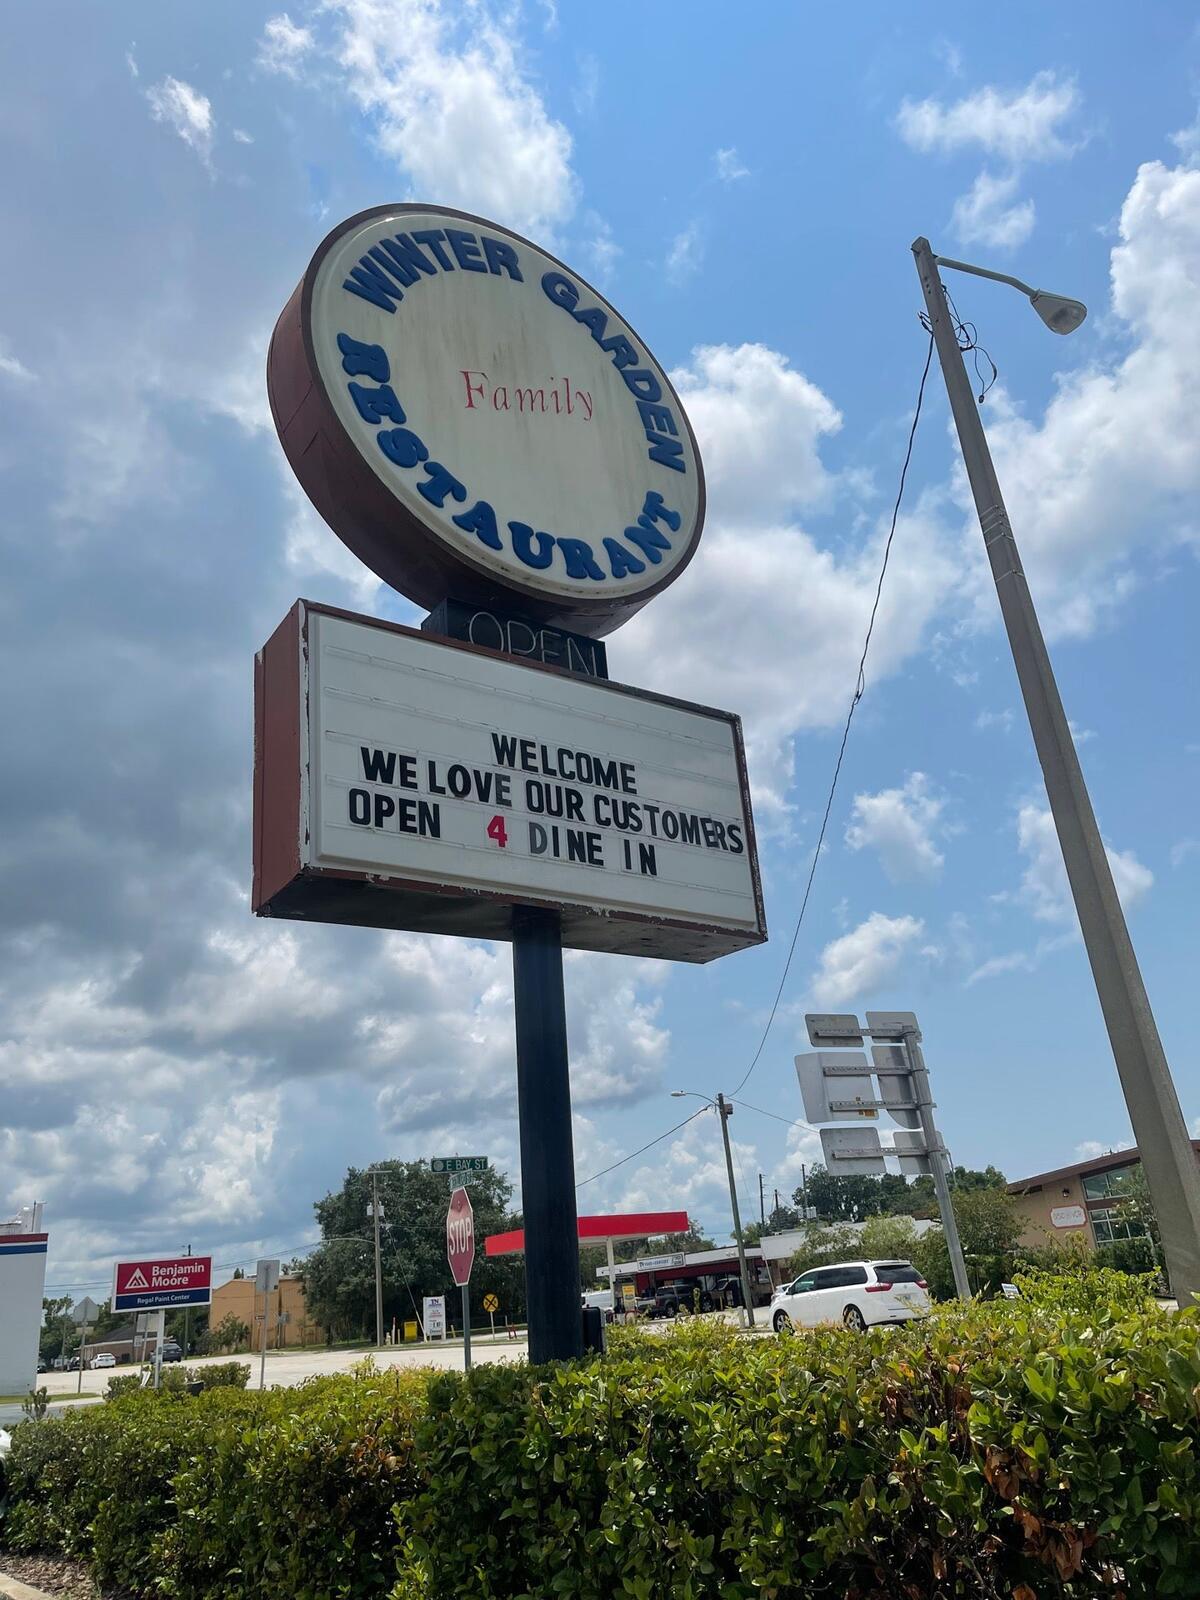 WINTER GARDEN
Family
RESTAURANT
OPEN
WELCOME
WE LOVE OUR CUSTOMERS
OPEN 4 DINE IN
E BAY ST
STOP
Benjamin
Moore
Regal Paint Center
TN